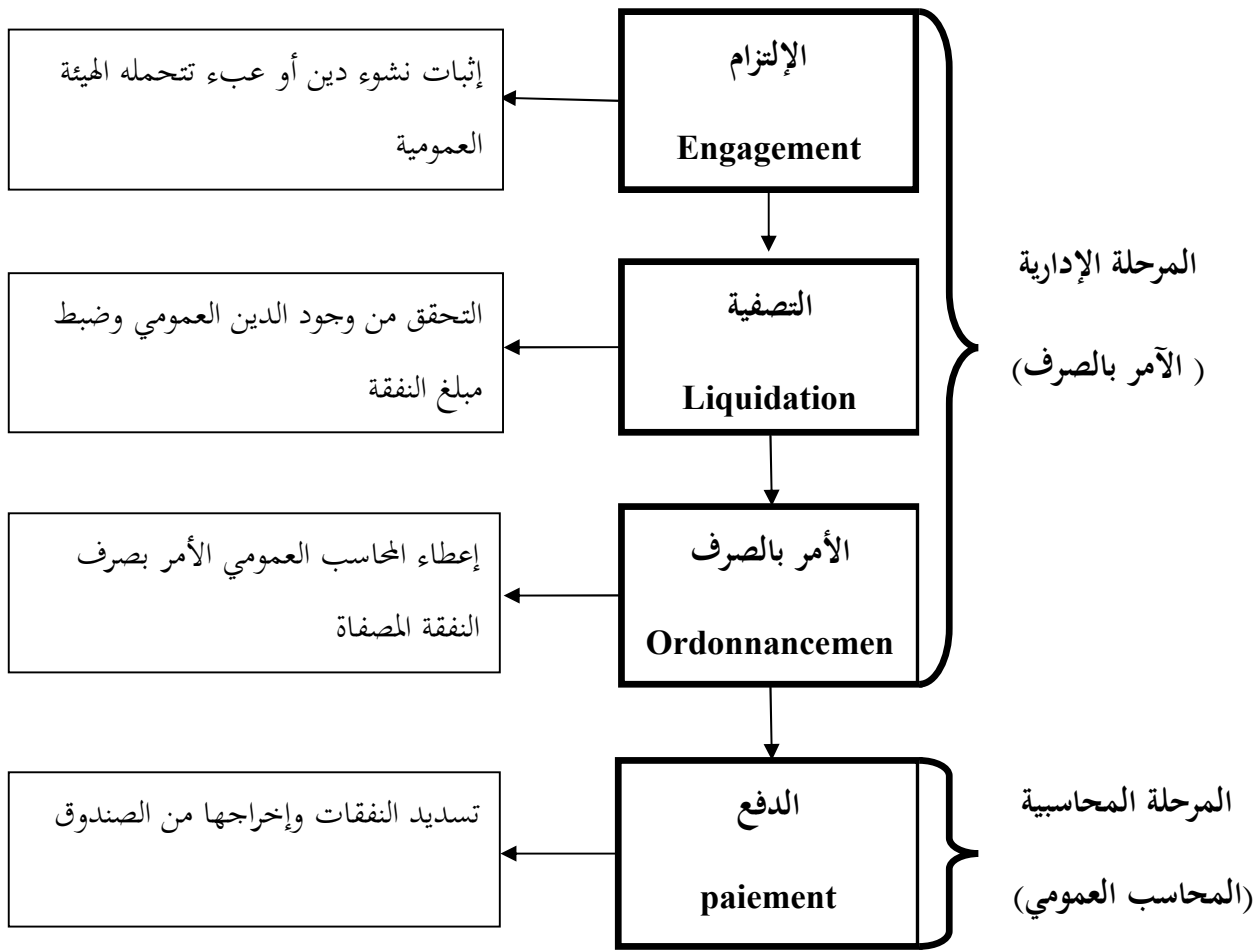 الإلتزام
Engagement
إثبات نشوء دين أو عبء تتحمله الهيئة
العمومية
التصفية
Liquidation
التحقق من وجود الدين العمومي وضبط
مبلغ النفقة
الأمر بالصرف
Ordonnancemen
إعطاء المحاسب العمومي الأمر بصرف
النفقة المصفاة
المرحلة الإدارية
( الآمر بالصرف)
الدفع
paiement
تسديد النفقات وإخراجها من الصندوق
المرحلة المحاسبية
(المحاسب العمومي)